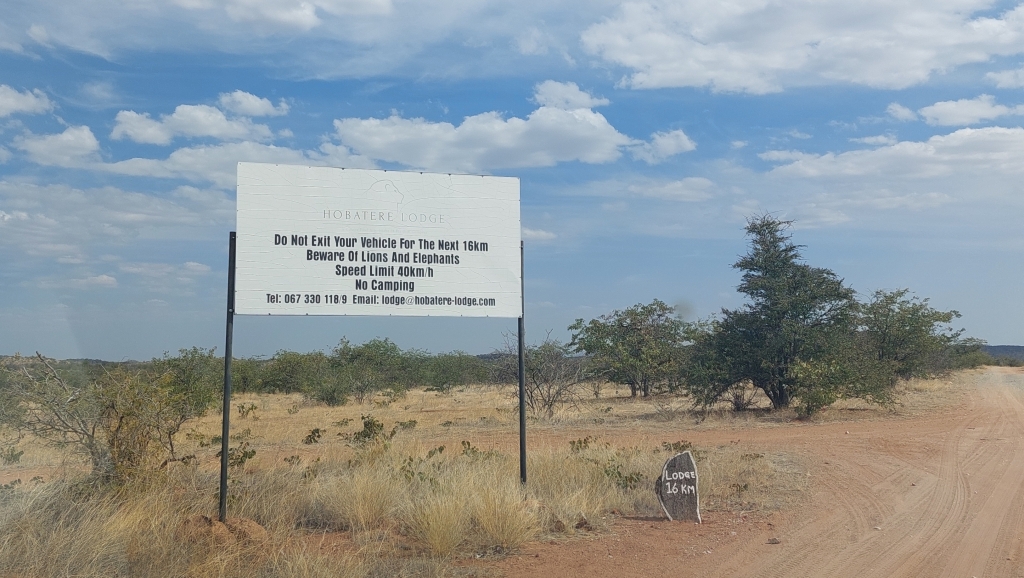 HOBATERE LODGE
Do Not Exit Your Vehicle For The Next 16km
Beware Of Lions And Elephants
Speed Limit 40km/h
No Camping
Tel: 067 330 118/9 Email: lodge@hobatere-lodge.com
LODGE
16 KM